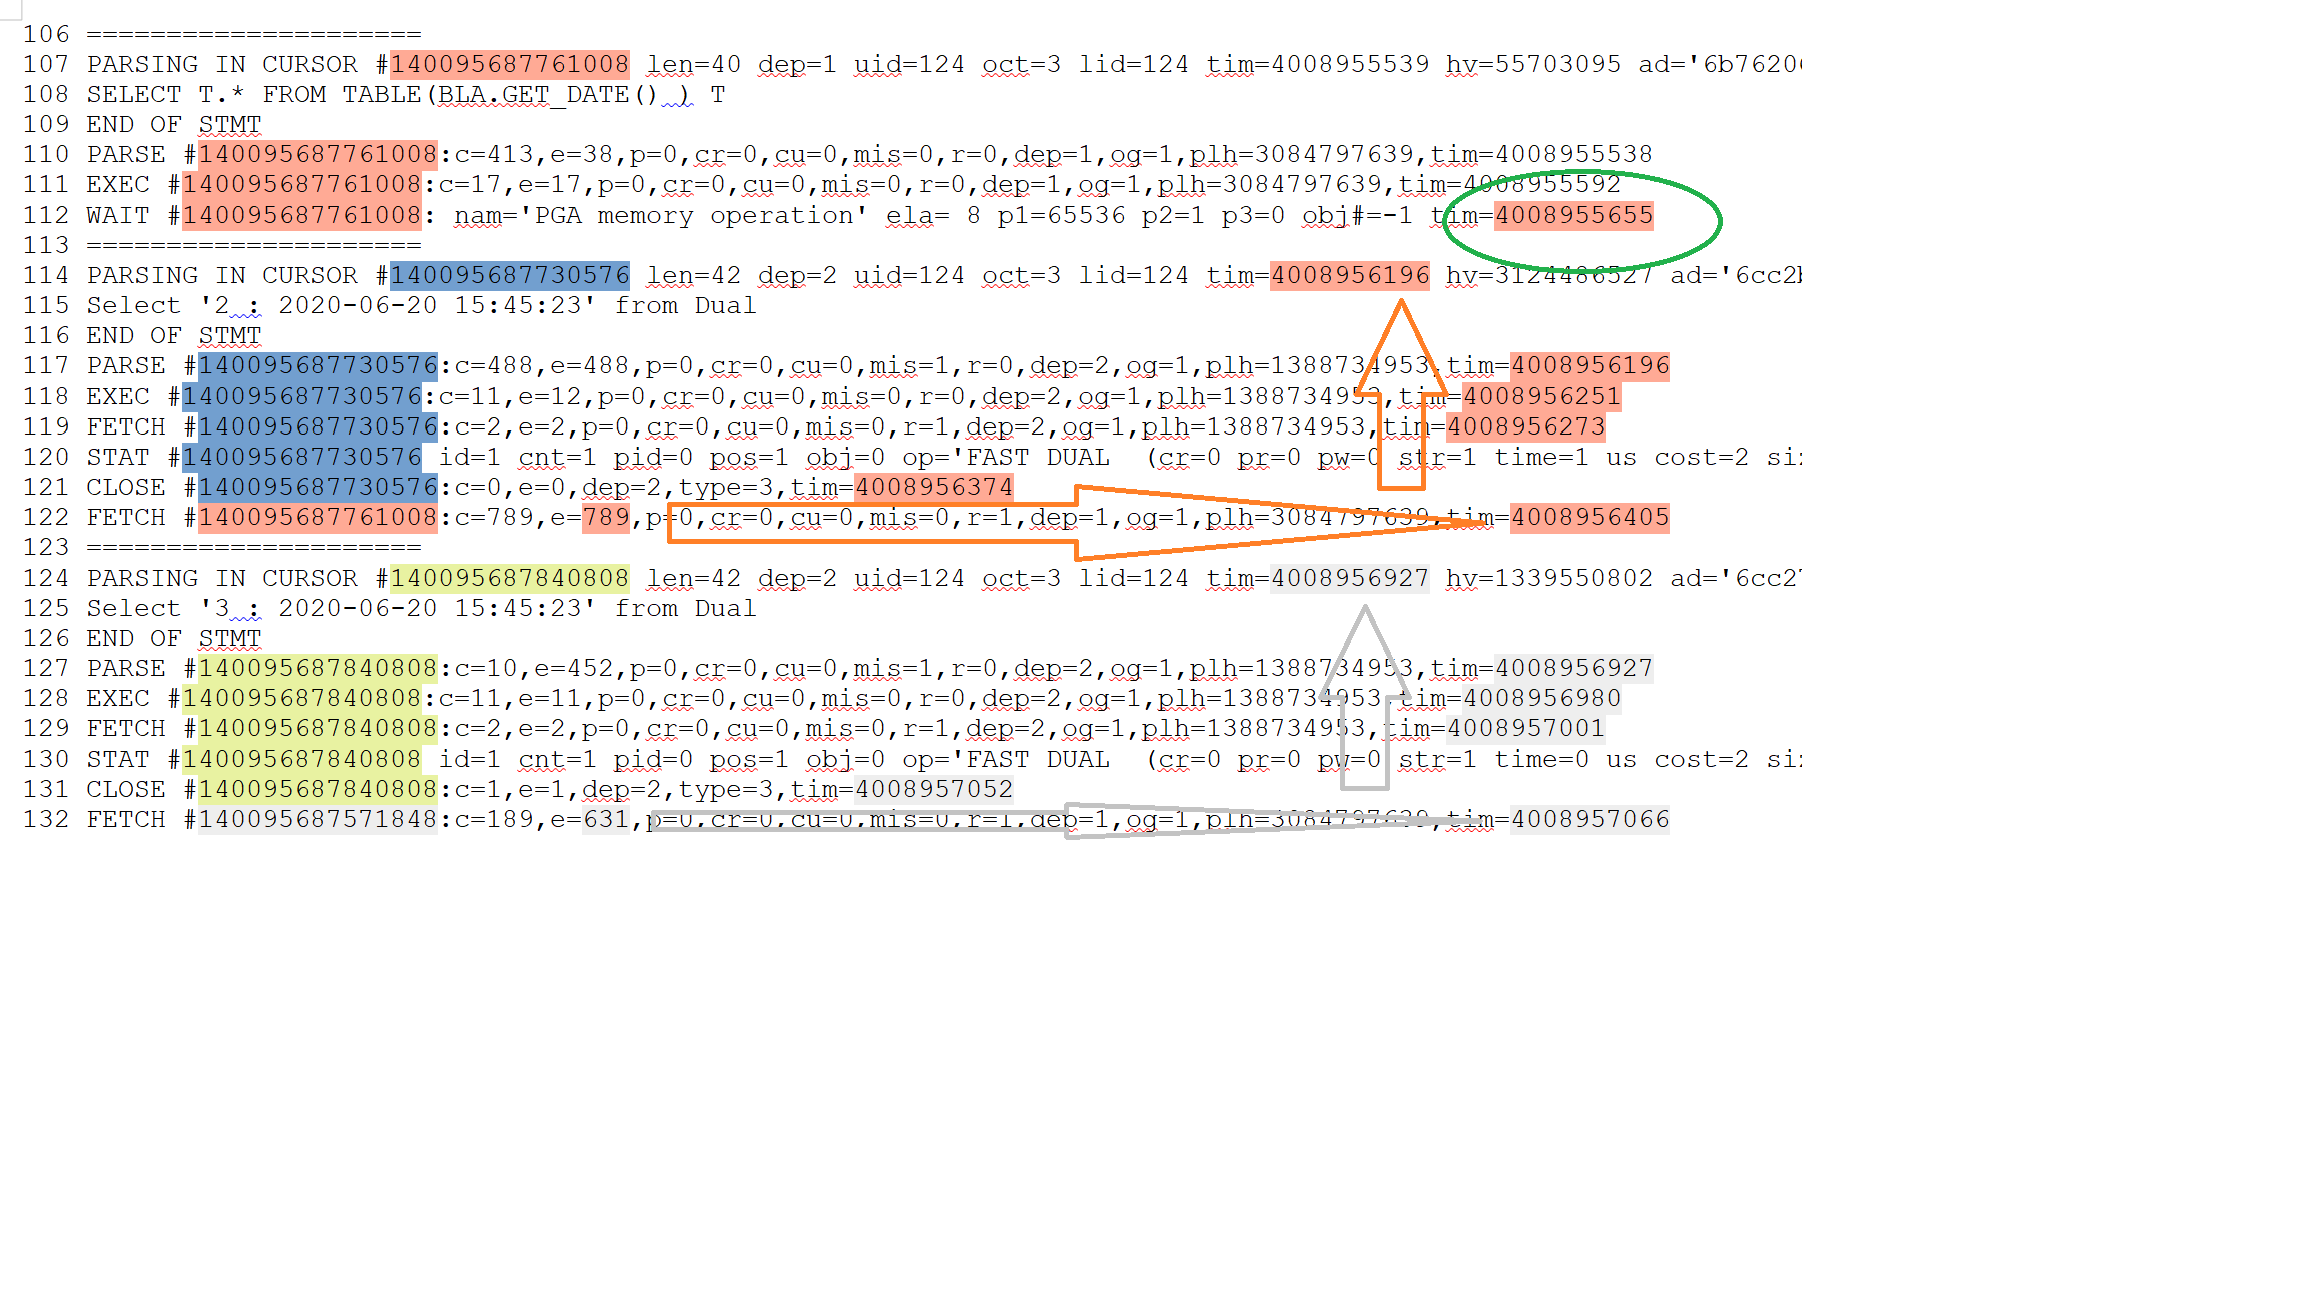 106 =====================
107 PARSING IN CURSOR #140095687761008 len=40 dep=1 uid=124 oct=3 lid=124 tim=4008955539 hv=55703095 ad='6b7620
108 SELECT T.* FROM TABLE(BLA.GET_DATE() ) T
109 END OF STMT
110 PARSE #140095687761008:c=413,e=38,p=0,cr=0,cu=0,mis=0,r=0,dep=1,og=1,plh=3084797639,tim=4008955538
111 EXEC #140095687761008:c=17,e=17,p=0,cr=0,cu=0,mis=0,r=0,dep=1,og=1,plh=3084797639,tim=4008955592
112 WAIT #140095687761008: nam='PGA memory operation' ela= 8 p1=65536 p2=1 p3=0 obj#=-1 tim=4008955655
113 =====================
114 PARSING IN CURSOR #140095687730576 len=42 dep=2 uid=124 oct=3 lid=124 tim=4008956196 hv=3124486527 ad='6cc2b
115 Select '2 : 2020-06-20 15:45:23' from Dual
116 END OF STMT
117 PARSE #140095687730576:c=488,e=488,p=0,cr=0,cu=0,mis=1,r=0,dep=2,og=1,plh=1388734953,tim=4008956196
118 EXEC #140095687730576:c=11,e=12,p=0,cr=0,cu=0,mis=0,r=0,dep=2,og=1,plh=1388734953,tim=4008956251
119 FETCH #140095687730576:c=2,e=2,p=0,cr=0,cu=0,mis=0,r=1,dep=2,og=1,plh=1388734953,tim=4008956273
120 STAT #140095687730576 id=1 cnt=1 pid=0 pos=1 obj=0 op='FAST DUAL  (cr=0 pr=0 pw=0 str=1 time=1 us cost=2 si
121 CLOSE #140095687730576:c=0,e=0,dep=2,type=3,tim=4008956374
122 FETCH #140095687761008:c=789,e=789,p=0,cr=0,cu=0,mis=0,r=1,dep=1,og=1,plh=3084797639,tim=4008956405
123 =====================
124 PARSING IN CURSOR #140095687840808 len=42 dep=2 uid=124 oct=3 lid=124 tim=4008956927 hv=1339550802 ad='6cc2
125 Select '3 : 2020-06-20 15:45:23' from Dual
126 END OF STMT
127 PARSE #140095687840808:c=10,e=452,p=0,cr=0,cu=0,mis=1,r=0,dep=2,og=1,plh=1388734953,tim=4008956927
128 EXEC #140095687840808:c=11,e=11,p=0,cr=0,cu=0,mis=0,r=0,dep=2,og=1,plh=1388734953,tim=4008956980
129 FETCH #140095687840808:c=2,e=2,p=0,cr=0,cu=0,mis=0,r=1,dep=2,og=1,plh=1388734953,tim=4008957001
130 STAT #140095687840808 id=1 cnt=1 pid=0 pos=1 obj=0 op='FAST DUAL  (cr=0 pr=0 pw=0 str=1 time=0 us cost=2 si
131 CLOSE #140095687840808:c=1,e=1,dep=2,type=3,tim=4008957052
132 FETCH #140095687571848:c=189,e=631,p=0,cr=0,cu=0,mis=0,r=1,dep=1,og=1,plh=3084797639,tim=4008957066